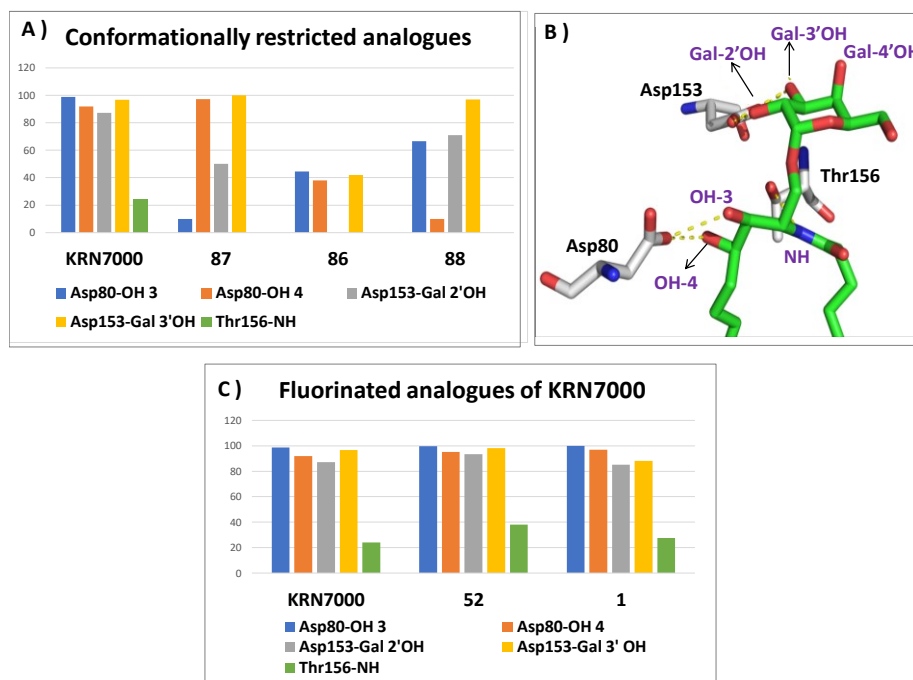 A ) Conformationally restricted analogues
120
100
80
60
40
20
0
KRN7000 87 86 88
Asp80-OH 3 Asp80-OH 4 Asp153-Gal 2'OH
Asp153-Gal 3'OH Thr156-NH
B )
Gal-3'OH
Gal-2'OH Gal-4'OH
Asp153
Thr156
OH-3
Asp80
NH
OH-4
C ) Fluorinated analogues of KRN7000
120
100
80
60
40
20
0
KRN7000 52 1
Asp80-OH 3 Asp80-OH 4
Asp153-Gal 2'OH Asp153-Gal 3' OH
Thr156-NH